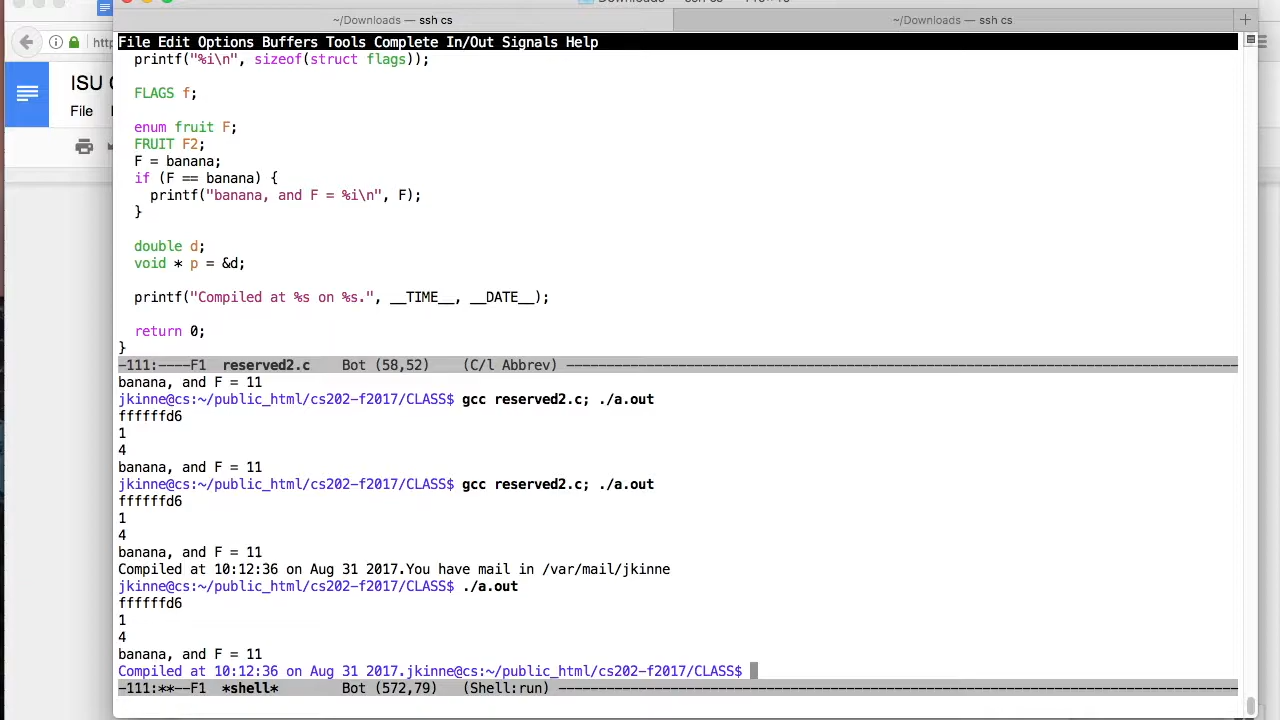 ~/Downloads — ssh cs
~/Downloads — ssh cs
http
ISU
File
File Edit Options Buffers Tools Complete In/Out Signals Help
printf("%i\n", sizeof(struct flags));
FLAGS f;
enum fruit F;
FRUIT F2;
F = banana;
if (F == banana) {
printf("banana, and F = %i\n", F);
}
double d;
void * p = &d;
printf("Compiled at %s on %s.", __TIME__, __DATE__);
return 0;
}
-111:----F1 reserved2.c Bot (58,52) (C/l Abbrev) ------------------------------------------------------------------------------------
banana, and F = 11
jkinne@cs:~/public_html/cs202-f2017/CLASS$ gcc reserved2.c; ./a.out
ffffffd6
1
4
banana, and F = 11
jkinne@cs:~/public_html/cs202-f2017/CLASS$ gcc reserved2.c; ./a.out
ffffffd6
1
4
banana, and F = 11
Compiled at 10:12:36 on Aug 31 2017.You have mail in /var/mail/jkinne
jkinne@cs:~/public_html/cs202-f2017/CLASS$ ./a.out
ffffffd6
1
4
banana, and F = 11
Compiled at 10:12:36 on Aug 31 2017.jkinne@cs:~/public_html/cs202-f2017/CLASS$
-111:**--F1 *shell* Bot (572,79) (Shell:run) -------------------------------------------------------------------------------------